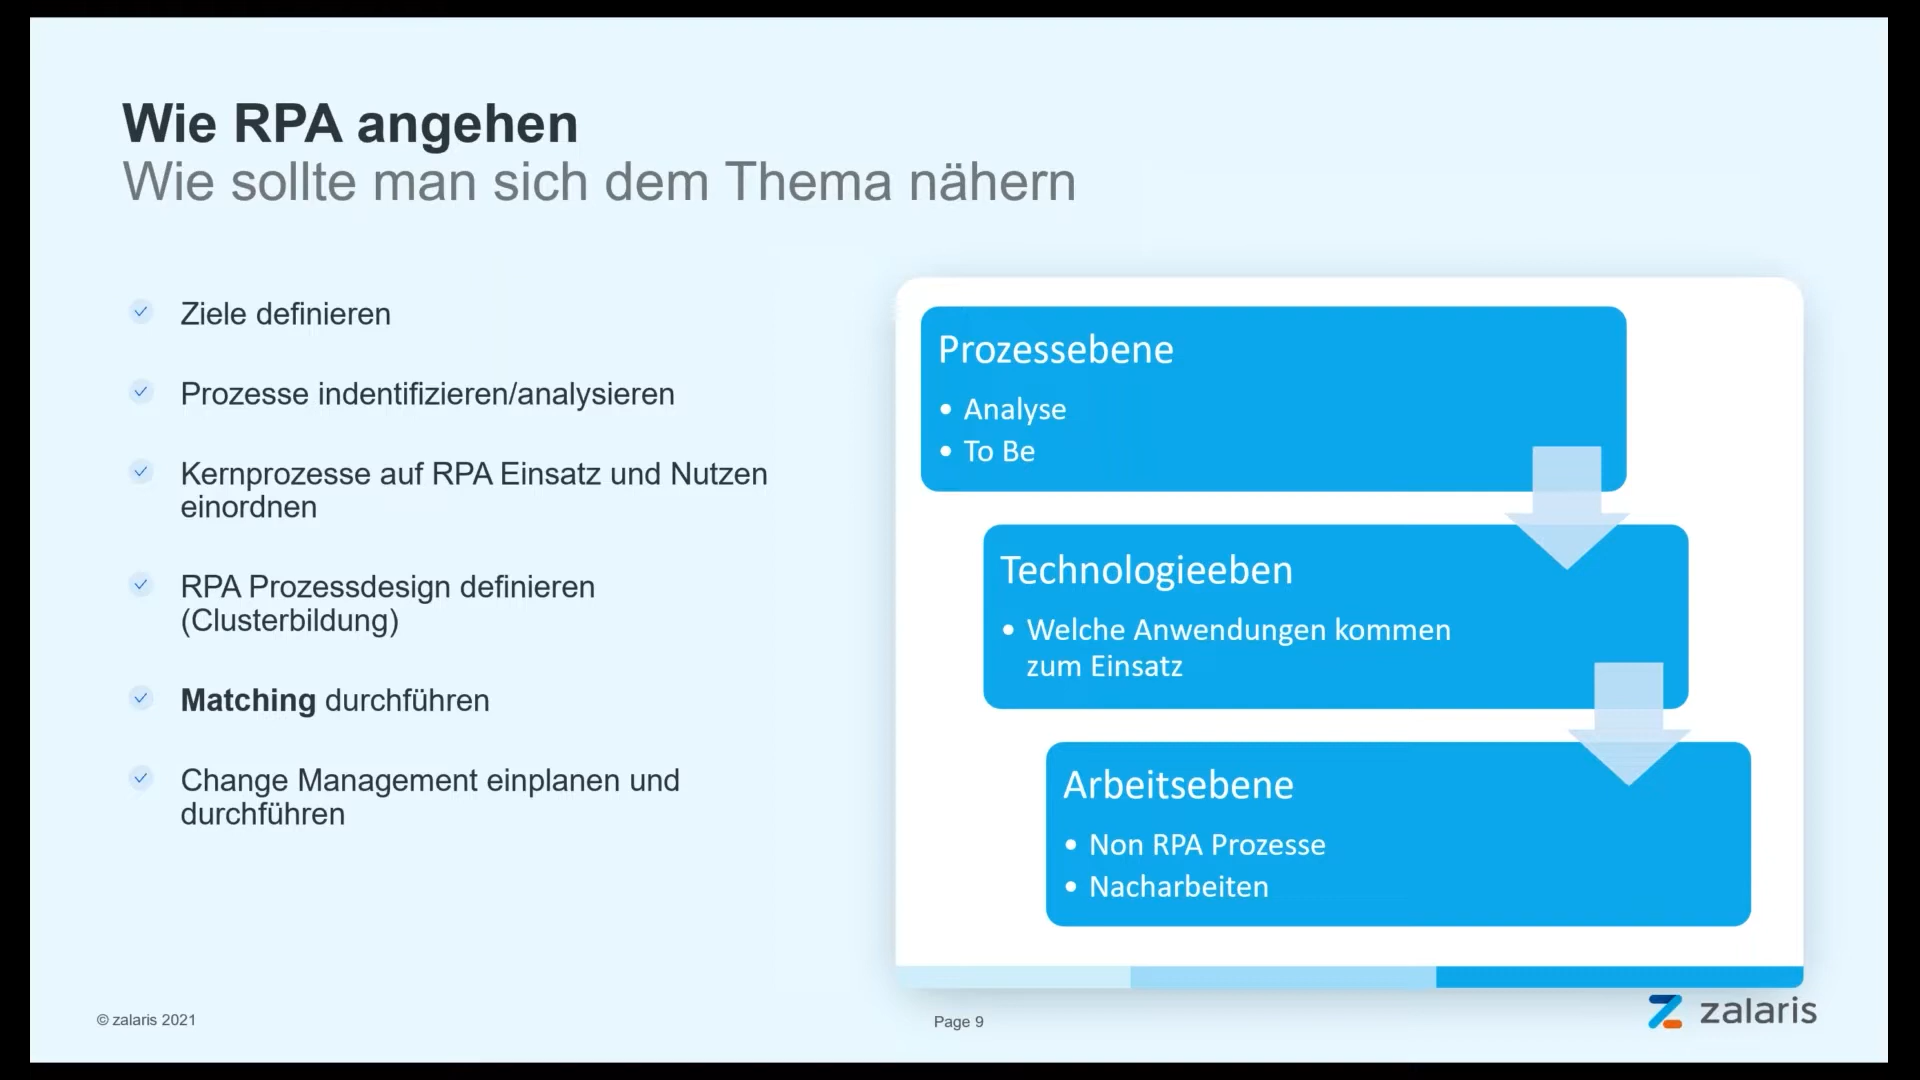 Wie RPA angehen
Wie sollte man sich dem Thema nähern
Ziele definieren
Prozesse indentifizieren/analysieren
Kernprozesse auf RPA Einsatz und Nutzen
einordnen
RPA Prozessdesign definieren
(Clusterbildung)
Matching durchführen
Change Management einplanen und
durchführen
Prozessebene
• Analyse
• To Be
Technologieeben
• Welche Anwendungen kommen
zum Einsatz
Arbeitsebene
• Non RPA Prozesse
• Nacharbeiten
© zalaris 2021
Page 9
zalaris